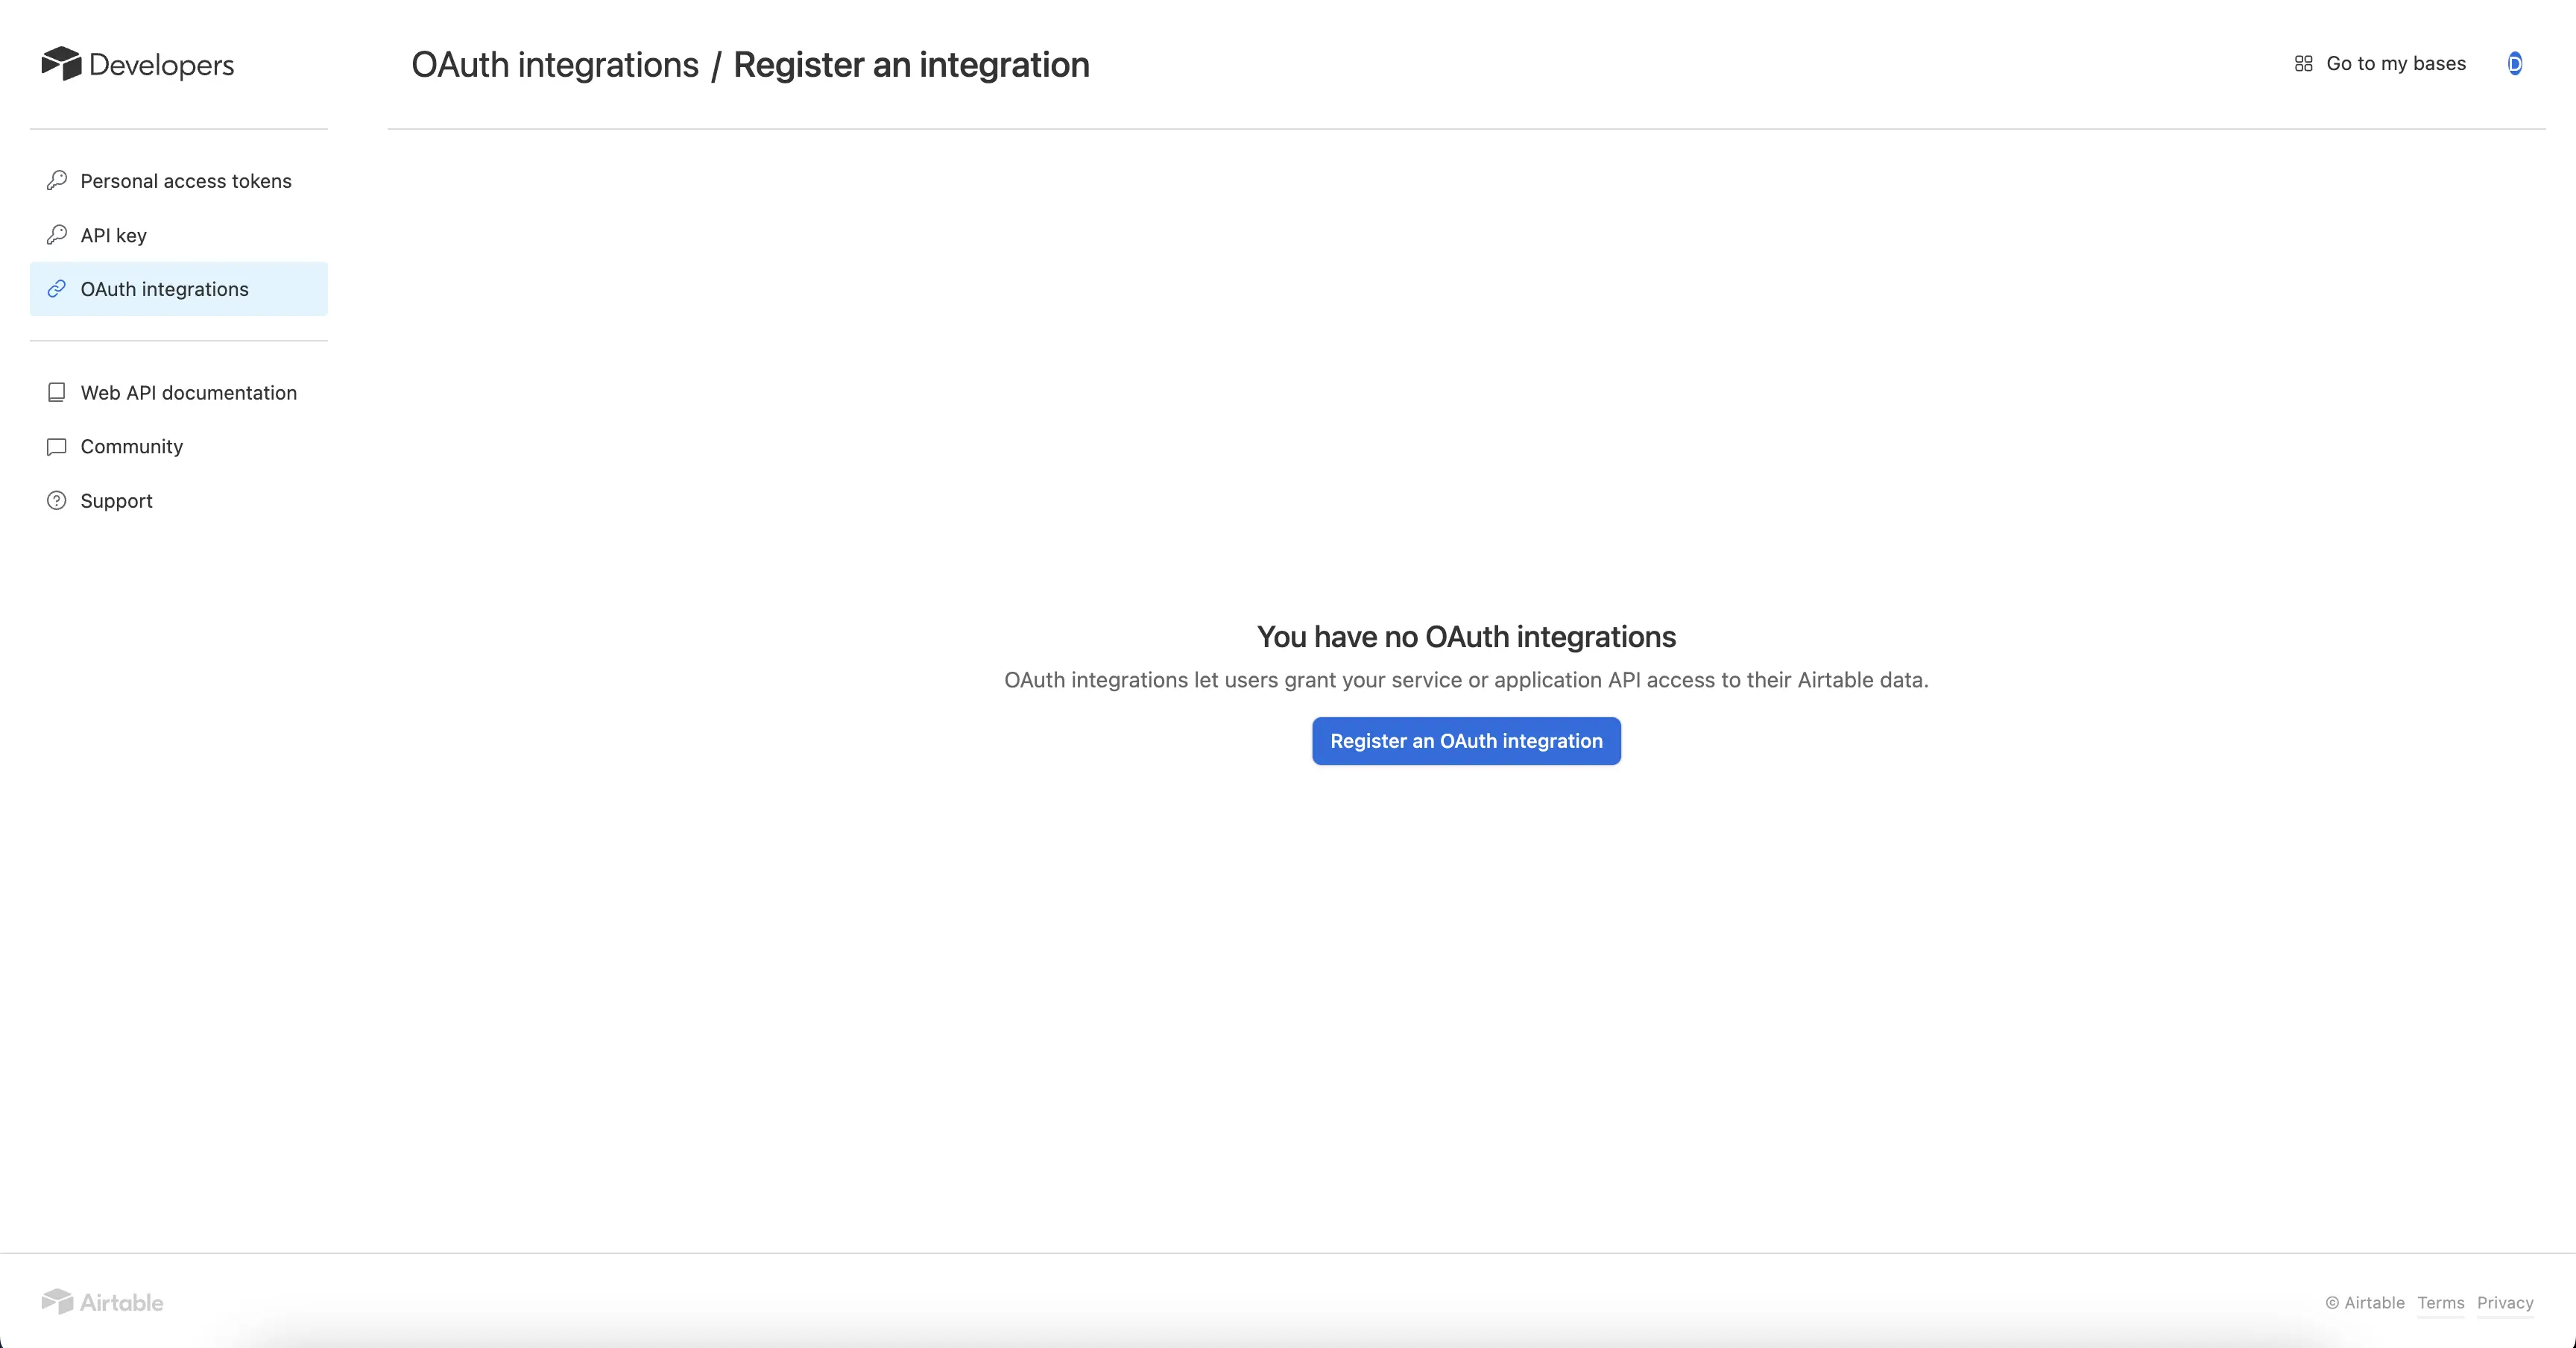 Developers
OAuth integrations / Register an integration
Go to my bases
D
Personal access tokens
API key
OAuth integrations
Web API documentation
Community
Support
You have no OAuth integrations
OAuth integrations let users grant your service or application API access to their Airtable data.
Register an OAuth integration
Airtable
© Airtable Terms Privacy